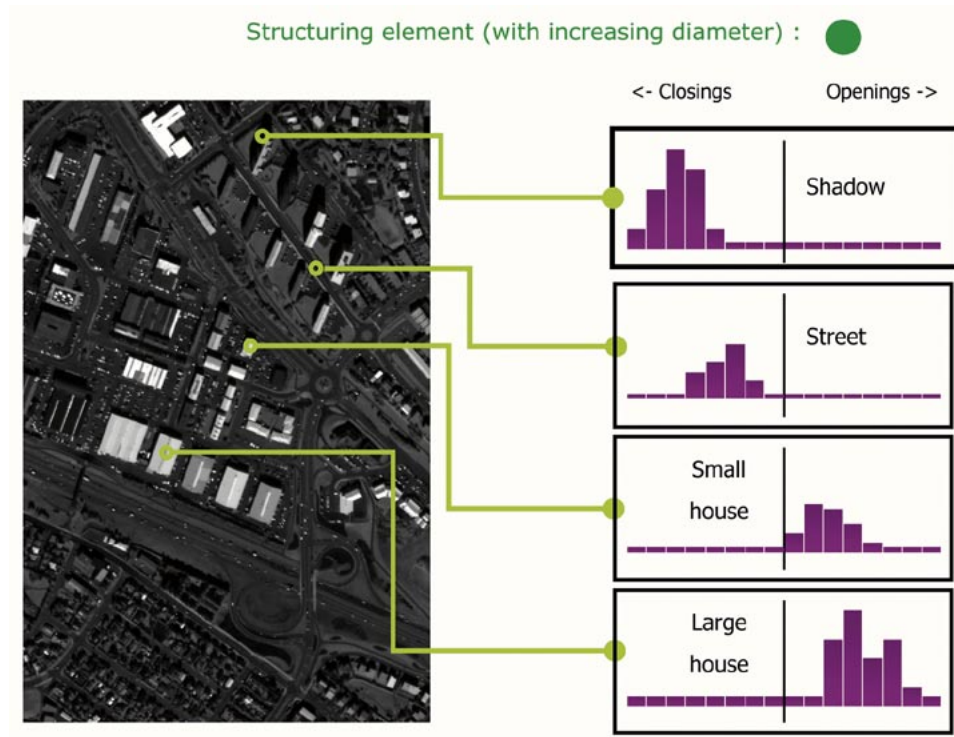 Structuring element (with increasing diameter) :
<- Closings
Openings ->
Shadow
Street
Small
house
Large
house